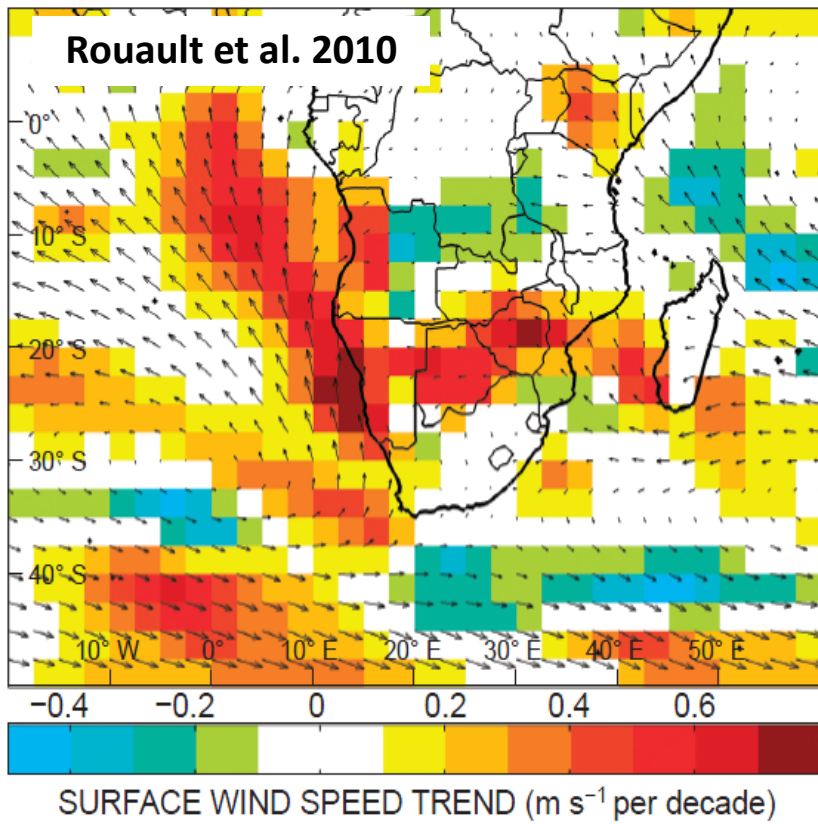 Rouault et al. 2010
0°
10° S
20° S
30° S
40° S
10° W 0° 10° E 20° E 30° E 40° E 50° E
−0.4 −0.2 0 0.2 0.4 0.6
SURFACE WIND SPEED TREND (m s⁻¹ per decade)